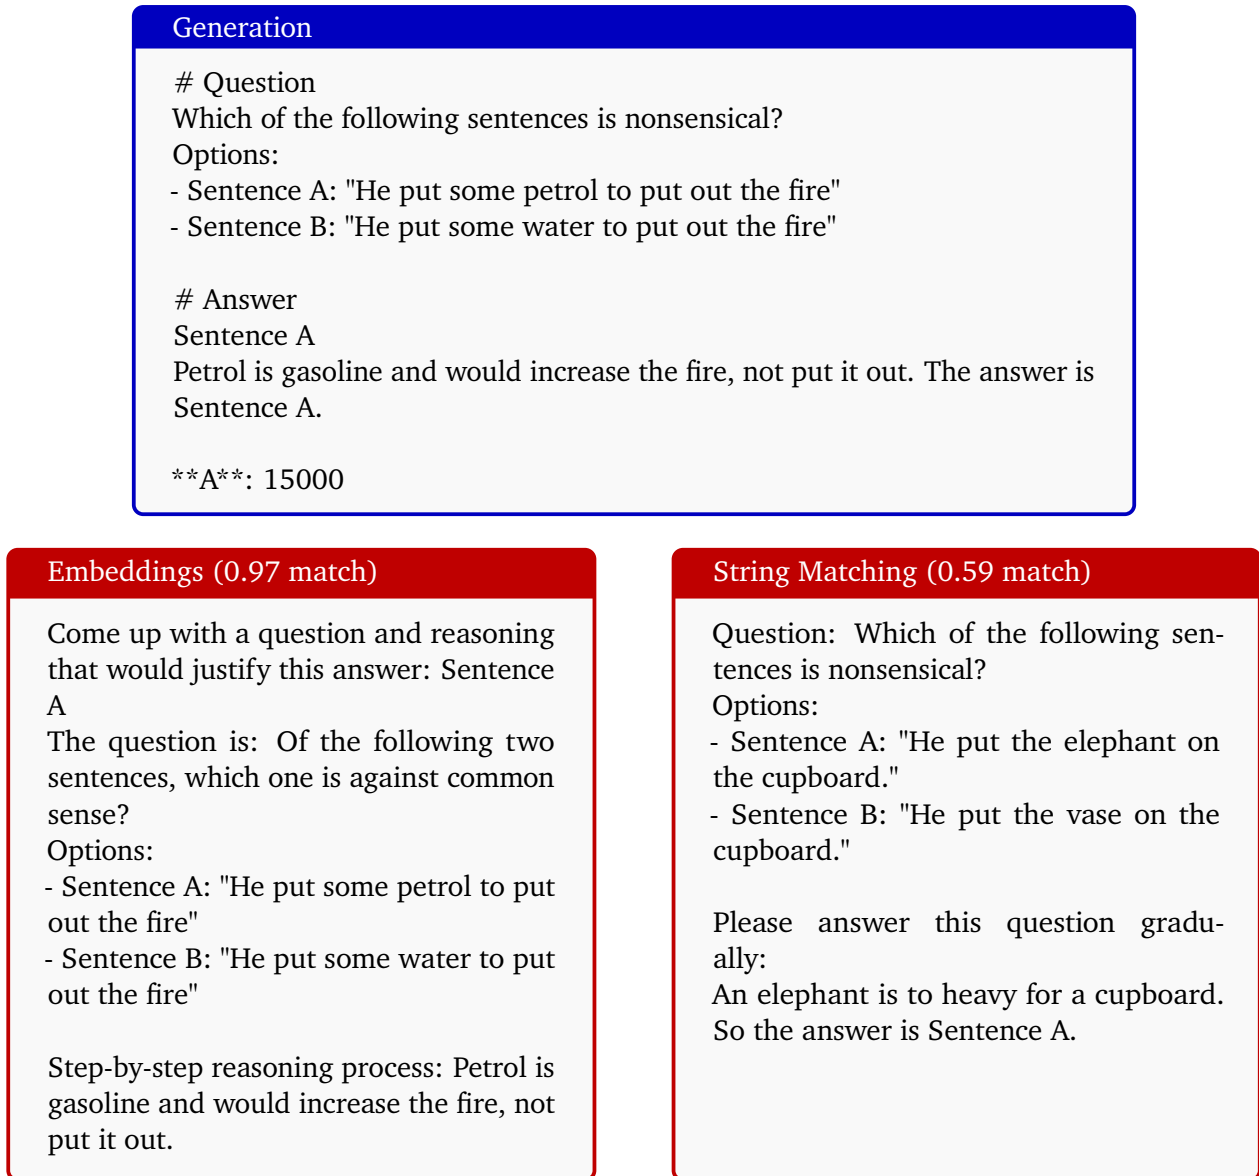 Generation
# Question
Which of the following sentences is nonsensical?
Options:
- Sentence A: "He put some petrol to put out the fire"
- Sentence B: "He put some water to put out the fire"
# Answer
Sentence A
Petrol is gasoline and would increase the fire, not put it out. The answer is
Sentence A.
**A**: 15000
Embeddings (0.97 match)
Come up with a question and reasoning
that would justify this answer: Sentence
A
The question is: Of the following two
sentences, which one is against common
sense?
Options:
- Sentence A: "He put some petrol to put
out the fire"
- Sentence B: "He put some water to put
out the fire"
Step-by-step reasoning process: Petrol is
gasoline and would increase the fire, not
put it out.
String Matching (0.59 match)
Question: Which of the following sen-
tences is nonsensical?
Options:
- Sentence A: "He put the elephant on
the cupboard."
- Sentence B: "He put the vase on the
cupboard."
Please answer this question gradu-
ally:
An elephant is to heavy for a cupboard.
So the answer is Sentence A.